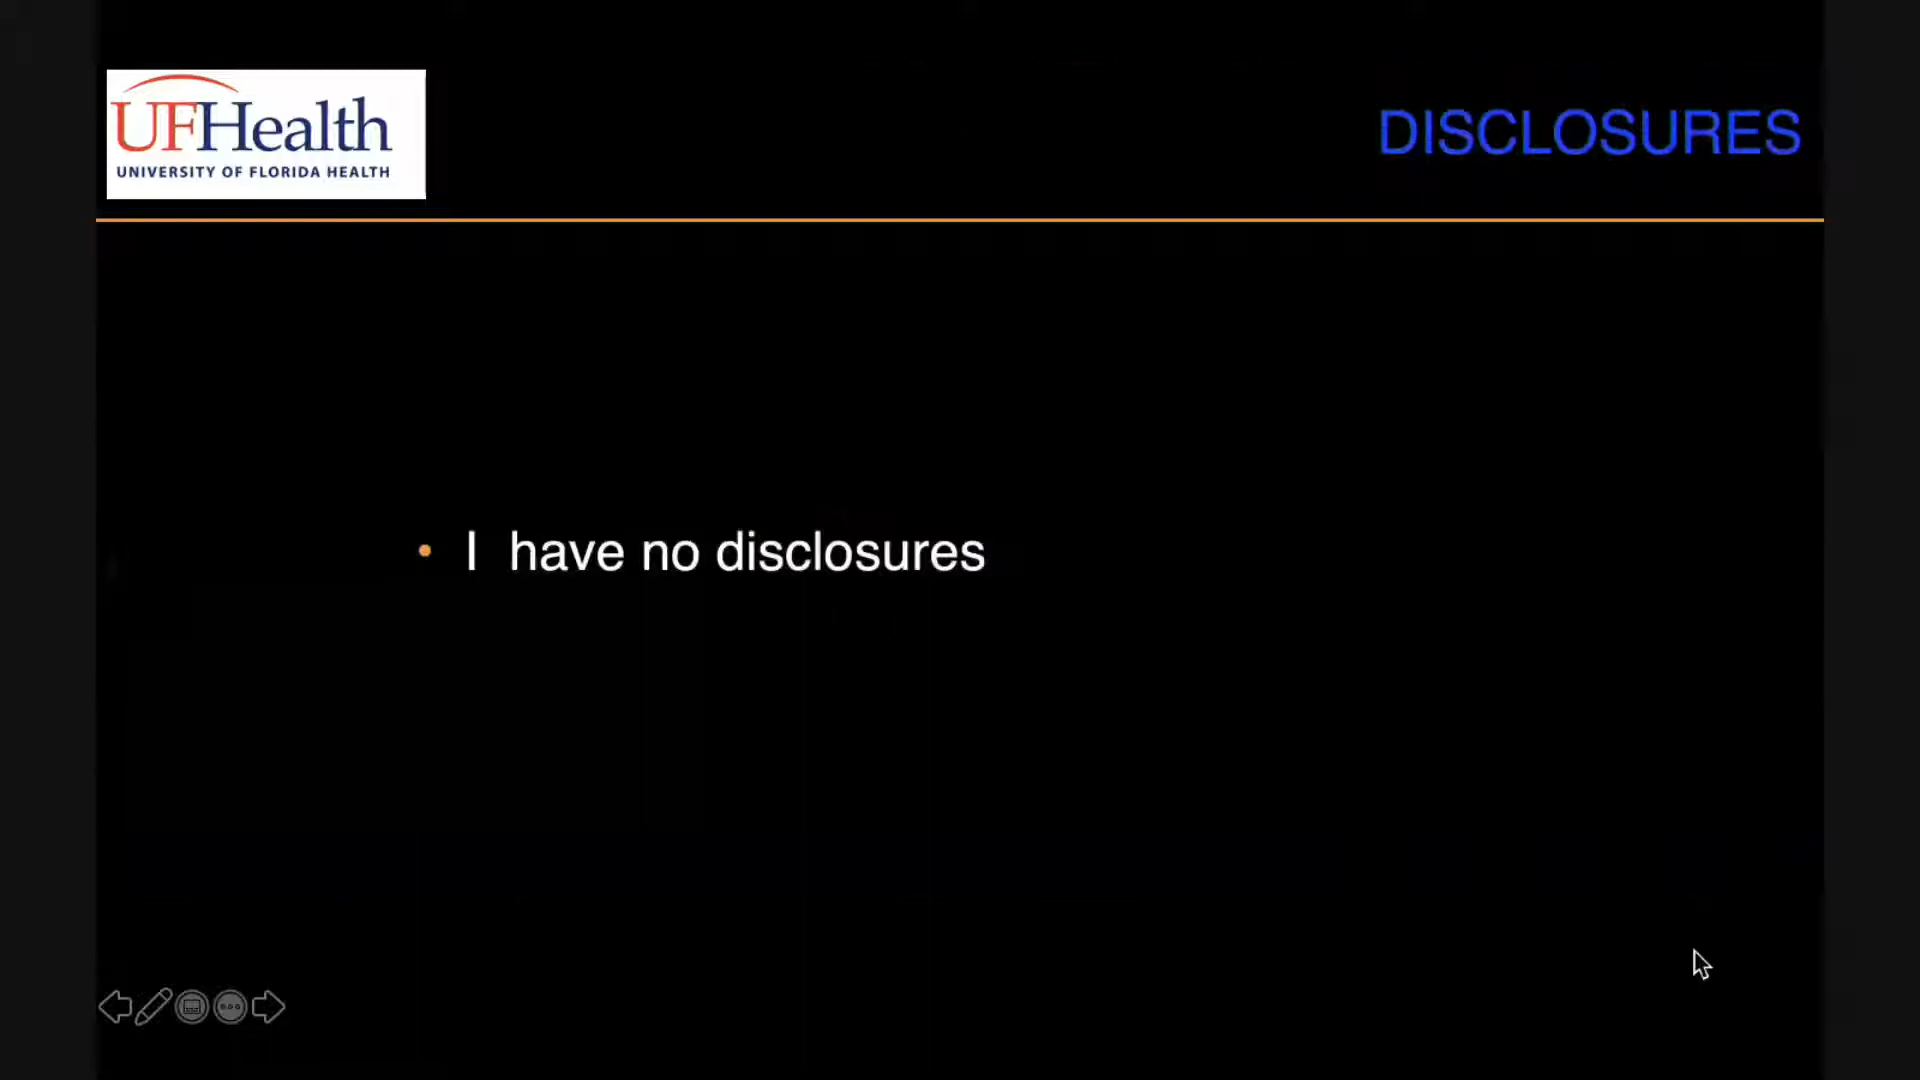 UFHealth
UNIVERSITY OF FLORIDA HEALTH
DISCLOSURES
• I have no disclosures